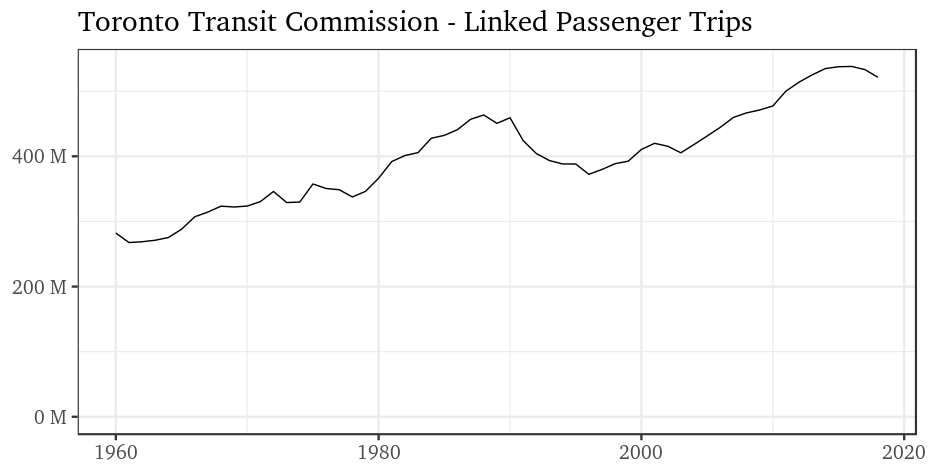 Toronto Transit Commission - Linked Passenger Trips
400 M
200 M
0 M
1960 1980 2000 2020